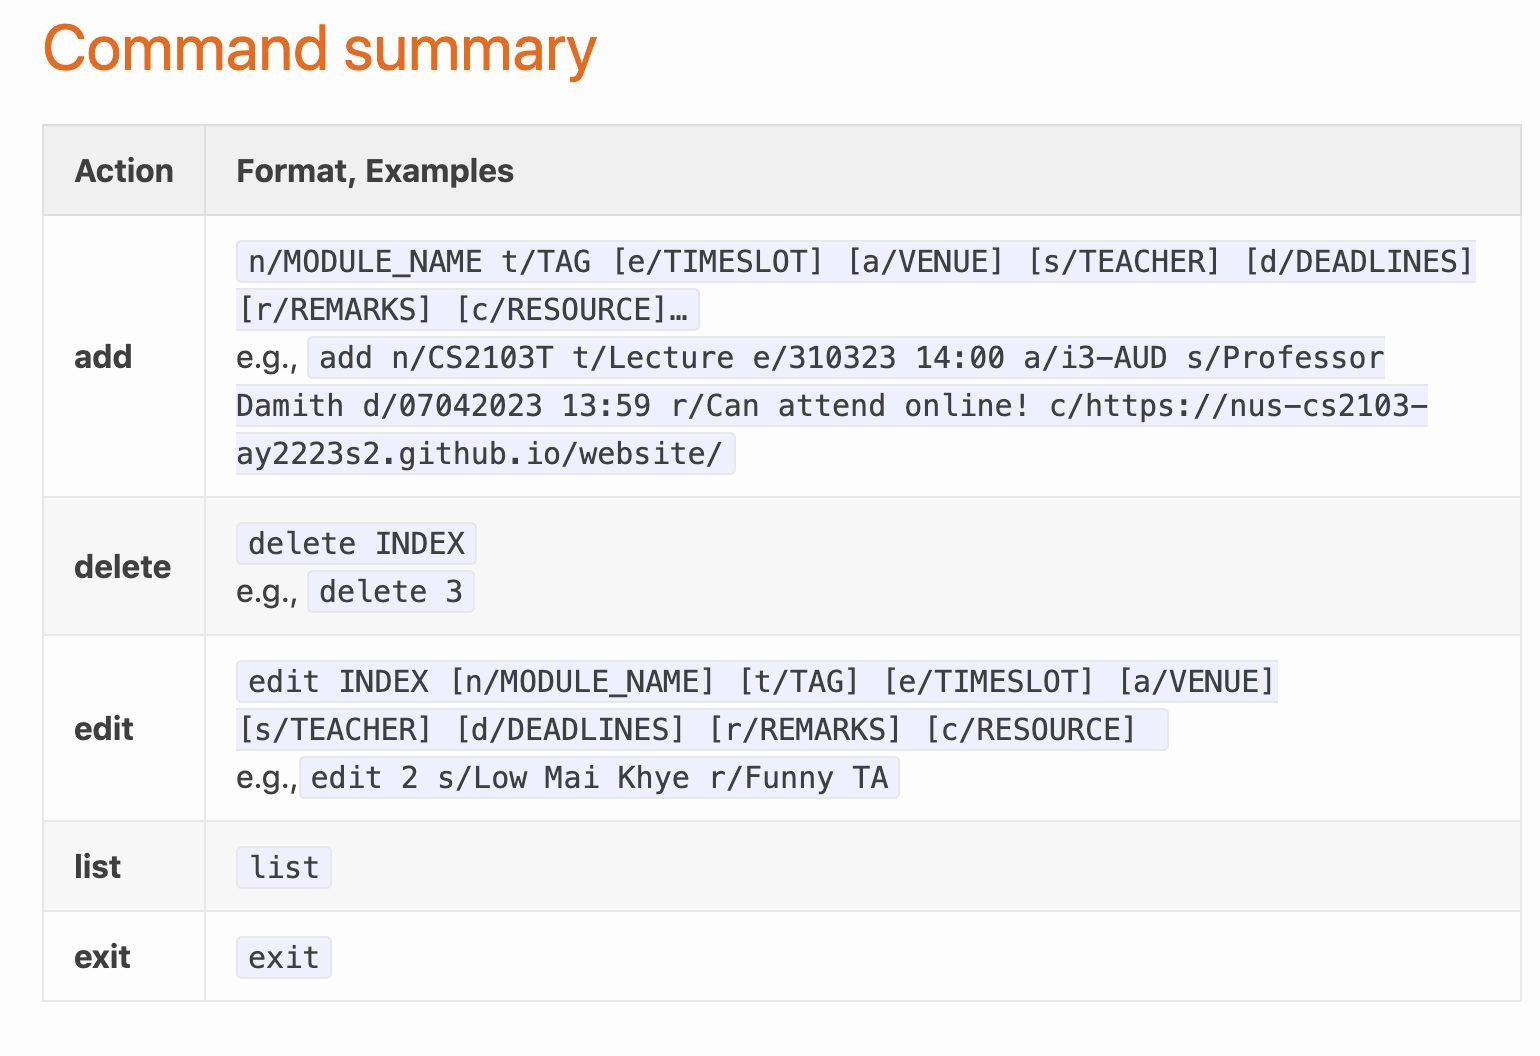 Command summary
Action
Format, Examples
add
n/MODULE_NAME t/TAG [e/TIMESLOT] [a/VENUE] [s/TEACHER] [d/DEADLINES]
[r/REMARKS] [c/RESOURCE]…
e.g., add n/CS2103T t/Lecture e/310323 14:00 a/i3-AUD s/Professor
Damith d/07042023 13:59 r/Can attend online! c/https://nus-cs2103-
ay2223s2.github.io/website/
delete
delete INDEX
e.g., delete 3
edit
edit INDEX [n/MODULE_NAME] [t/TAG] [e/TIMESLOT] [a/VENUE]
[s/TEACHER] [d/DEADLINES] [r/REMARKS] [c/RESOURCE]
e.g., edit 2 s/Low Mai Khye r/Funny TA
list
list
exit
exit